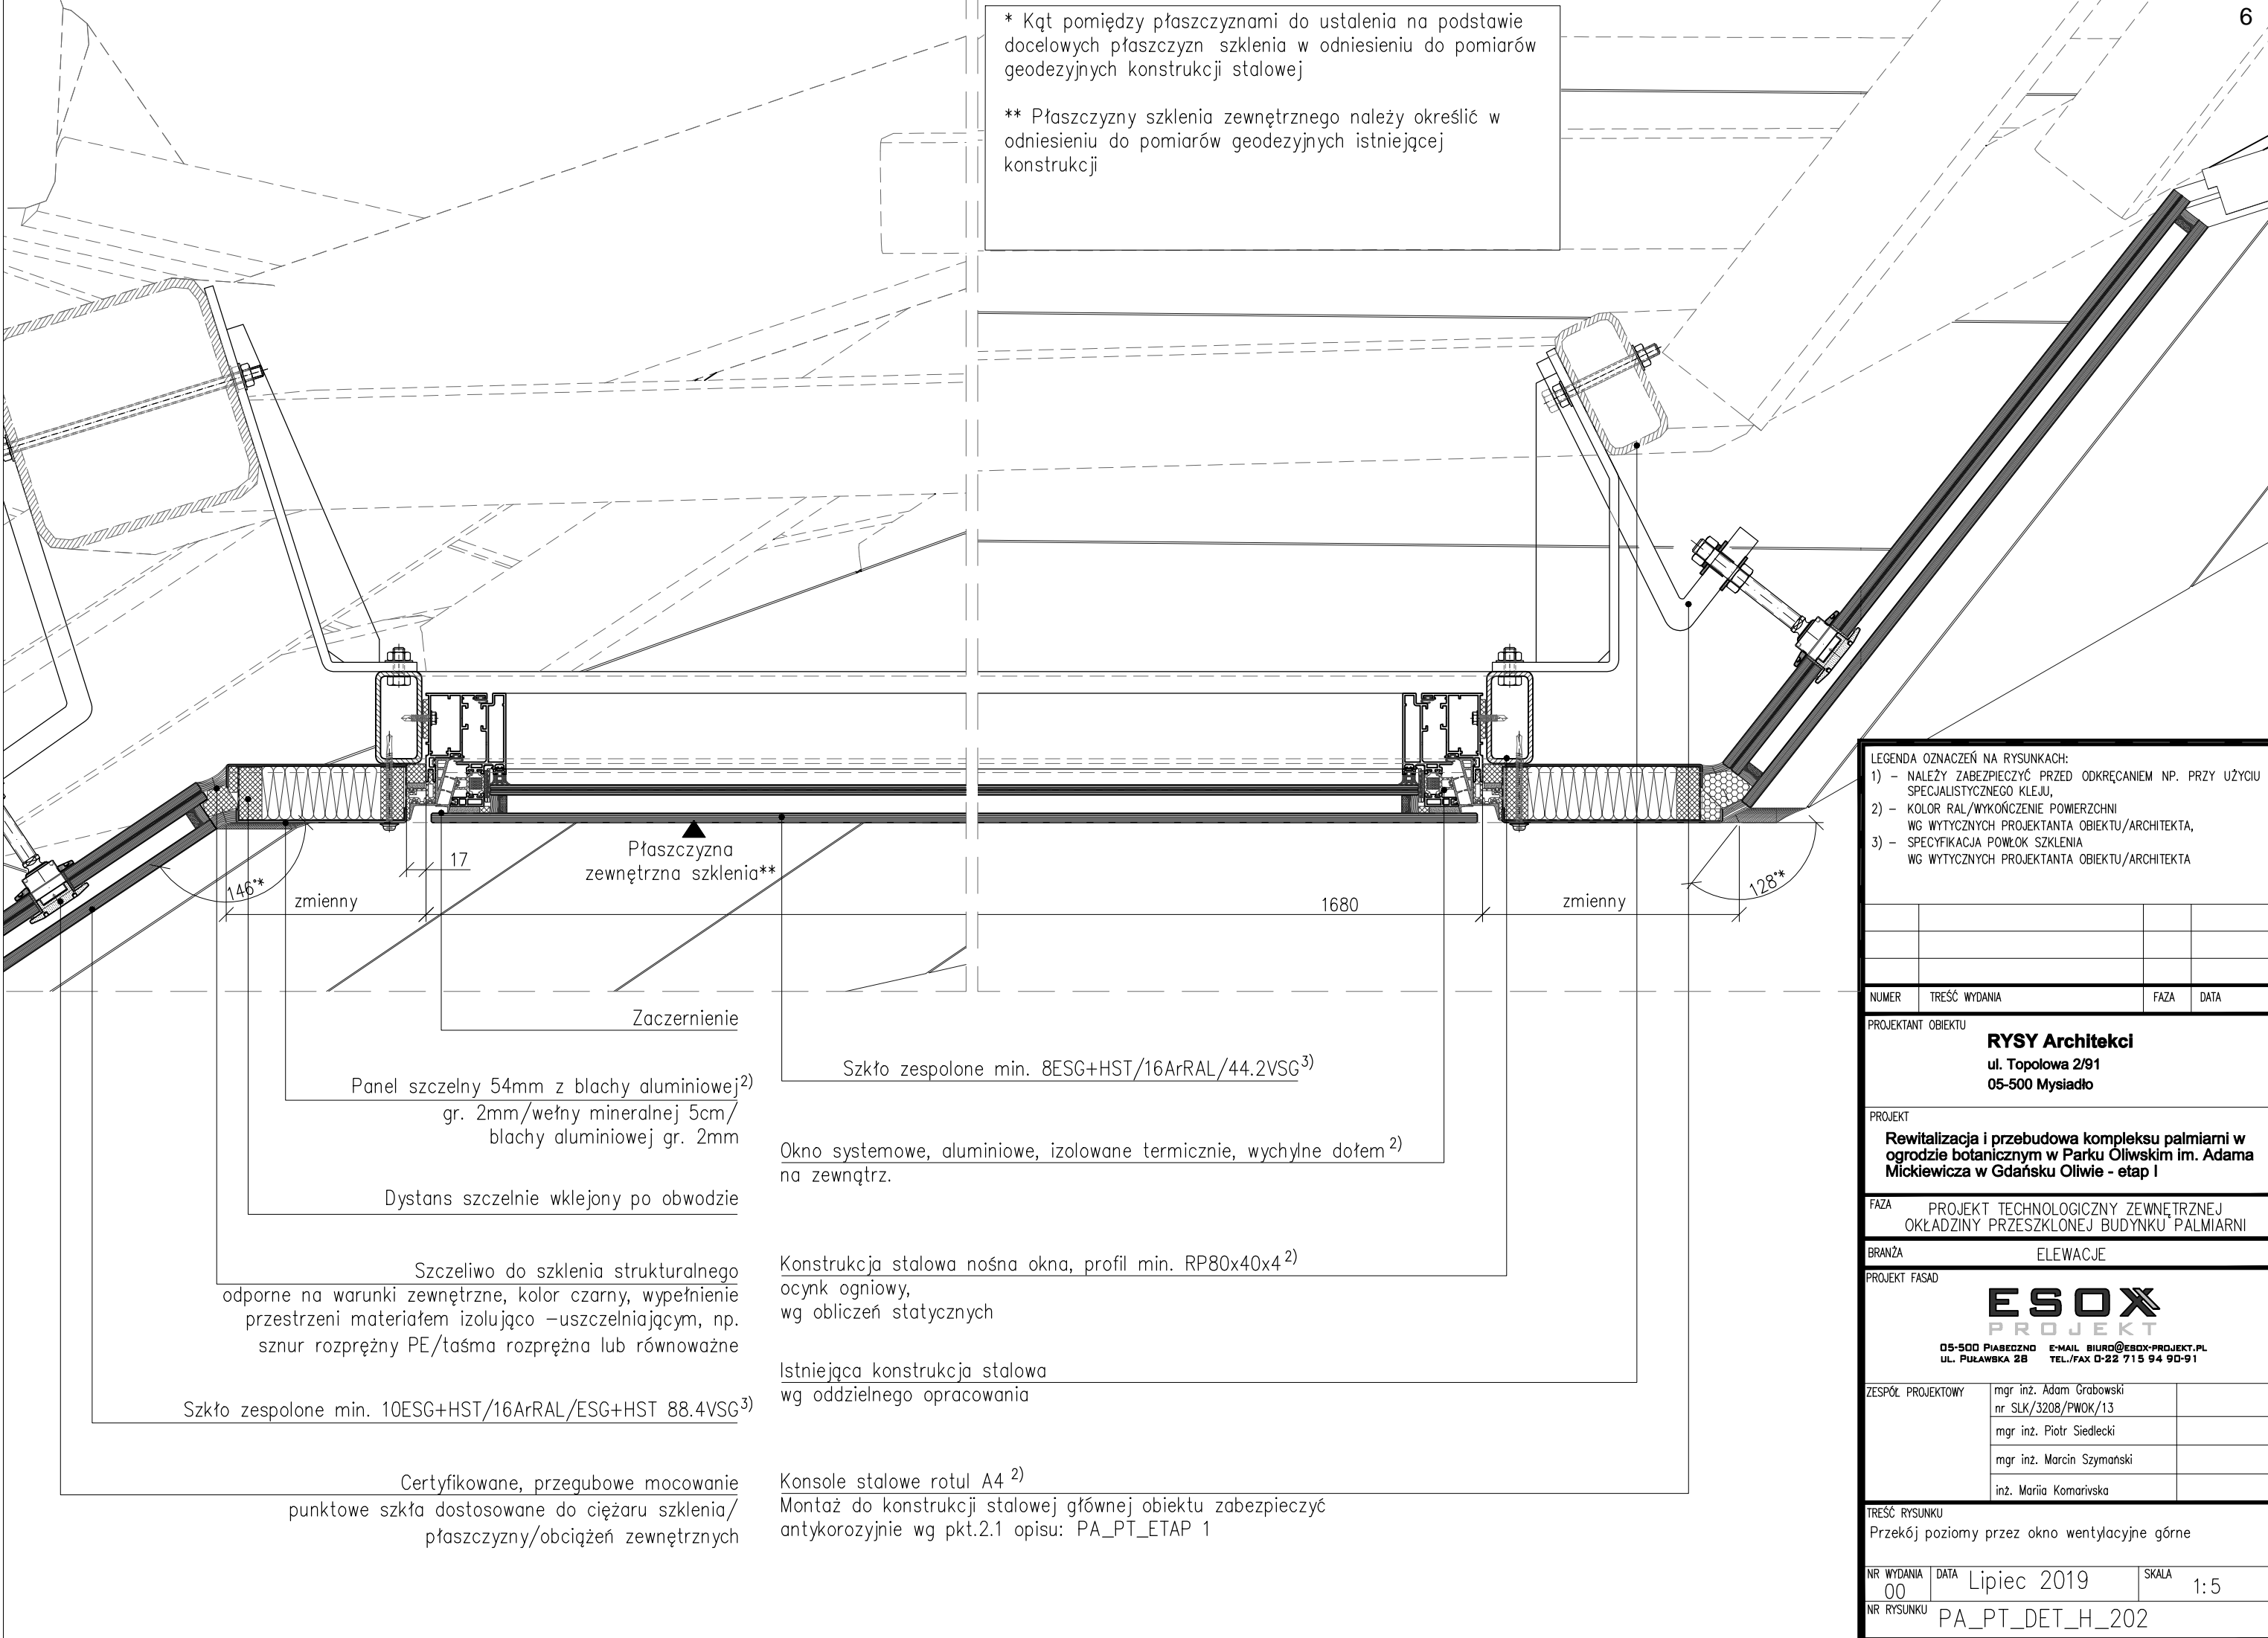 6
* Kąt pomiędzy płaszczyznami do ustalenia na podstawie
docelowych płaszczyzn szklenia w odniesieniu do pomiarów
geodezyjnych konstrukcji stalowej
** Płaszczyzny szklenia zewnętrznego należy określić w
odniesieniu do pomiarów geodezyjnych istniejącej
konstrukcji
Płaszczyzna
zewnętrzna szklenia**
17
146°*
zmienny
1680
zmienny
128°*
Zaczernienie
Panel szczelny 54mm z blachy aluminiowej 2)
gr. 2mm/wełny mineralnej 5cm/
blachy aluminiowej gr. 2mm
Dystans szczelnie wklejony po obwodzie
Szczeliwo do szklenia strukturalnego
odporne na warunki zewnętrzne, kolor czarny, wypełnienie
przestrzeni materiałem izolująco –uszczelniającym, np.
sznur rozprężny PE/taśma rozprężna lub równoważne
Szkło zespolone min. 10ESG+HST/16ArRAL/ESG+HST 88.4VSG 3)
Certyfikowane, przegubowe mocowanie
punktowe szkła dostosowane do ciężaru szklenia/
płaszczyzny/obciążeń zewnętrznych
Szkło zespolone min. 8ESG+HST/16ArRAL/44.2VSG 3)
Okno systemowe, aluminiowe, izolowane termicznie, wychylne dołem 2)
na zewnątrz.
Konstrukcja stalowa nośna okna, profil min. RP80x40x4 2)
ocynk ogniowy,
wg obliczeń statycznych
Istniejąca konstrukcja stalowa
wg oddzielnego opracowania
Konsole stalowe rotul A4 2)
Montaż do konstrukcji stalowej głównej obiektu zabezpieczyć
antykorozyjnie wg pkt.2.1 opisu: PA_PT_ETAP 1
LEGENDA OZNACZEŃ NA RYSUNKACH:
1) – NALEŻY ZABEZPIECZYĆ PRZED ODKRĘCANIEM NP. PRZY UŻYCIU
SPECJALISTYCZNEGO KLEJU,
2) – KOLOR RAL/WYKOŃCZENIE POWIERZCHNI
WG WYTYCZNYCH PROJEKTANTA OBIEKTU/ARCHITEKTA,
3) – SPECYFIKACJA POWŁOK SZKLENIA
WG WYTYCZNYCH PROJEKTANTA OBIEKTU/ARCHITEKTA
NUMER TREŚĆ WYDANIA FAZA DATA
PROJEKTANT OBIEKTU
RYSY Architekci
ul. Topolowa 2/91
05-500 Mysiadło
PROJEKT
Rewitalizacja i przebudowa kompleksu palmiarni w
ogrodzie botanicznym w Parku Oliwskim im. Adama
Mickiewicza w Gdańsku Oliwie - etap I
FAZA PROJEKT TECHNOLOGICZNY ZEWNĘTRZNEJ
OKŁADZINY PRZESZKLONEJ BUDYNKU PALMIARNI
BRANŻA ELEWACJE
PROJEKT FASAD
ESOX
PROJEKT
05-500 PIASECZNO E-MAIL BIURO@ESOX-PROJEKT.PL
UL. PUŁAWSKA 28 TEL./FAX 0-22 715 94 90-91
ZESPÓŁ PROJEKTOWY mgr inż. Adam Grabowski
nr SLK/3208/PWOK/13
mgr inż. Piotr Siedlecki
mgr inż. Marcin Szymański
inż. Mariia Komarivska
TREŚĆ RYSUNKU
Przekój poziomy przez okno wentylacyjne górne
NR WYDANIA DATA Lipiec 2019 SKALA 1:5
00
NR RYSUNKU PA_PT_DET_H_202